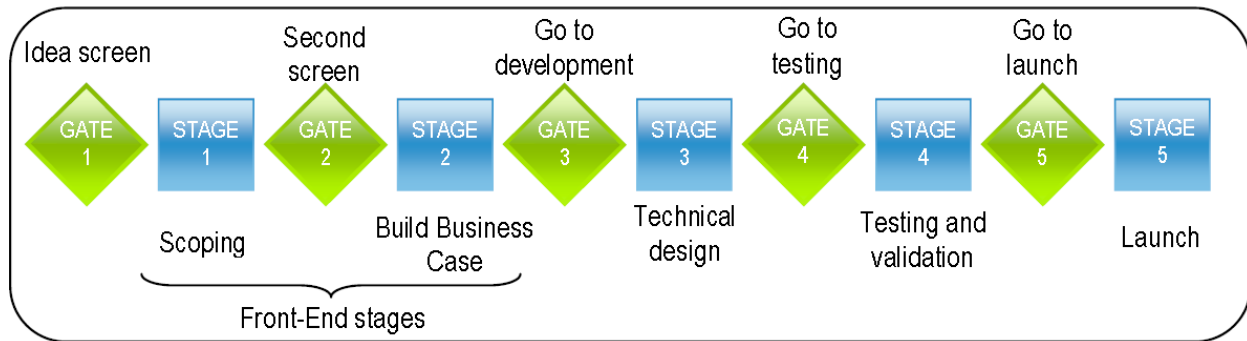 Idea screen
Second
screen
Go to
development
Go to
testing
Go to
launch
GATE
1
STAGE
1
GATE
2
STAGE
2
GATE
3
STAGE
3
GATE
4
STAGE
4
GATE
5
STAGE
5
Scoping
Build Business
Case
Technical
design
Testing and
validation
Launch
Front-End stages